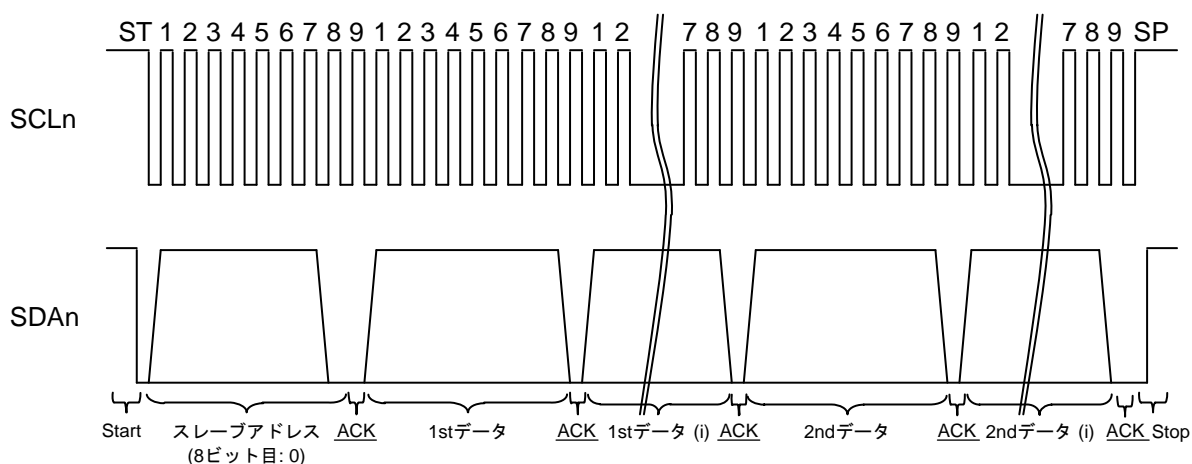 ST 1 2 3 4 5 6 7 8 9 1 2 3 4 5 6 7 8 9 1 2 7 8 9 1 2 3 4 5 6 7 8 9 1 2 7 8 9 SP
SCLn
SDAn
Start スレーブアドレス ACK 1stデータ ACK 1stデータ (i) ACK 2ndデータ ACK 2ndデータ (i) ACK Stop
(8ビット目: 0)